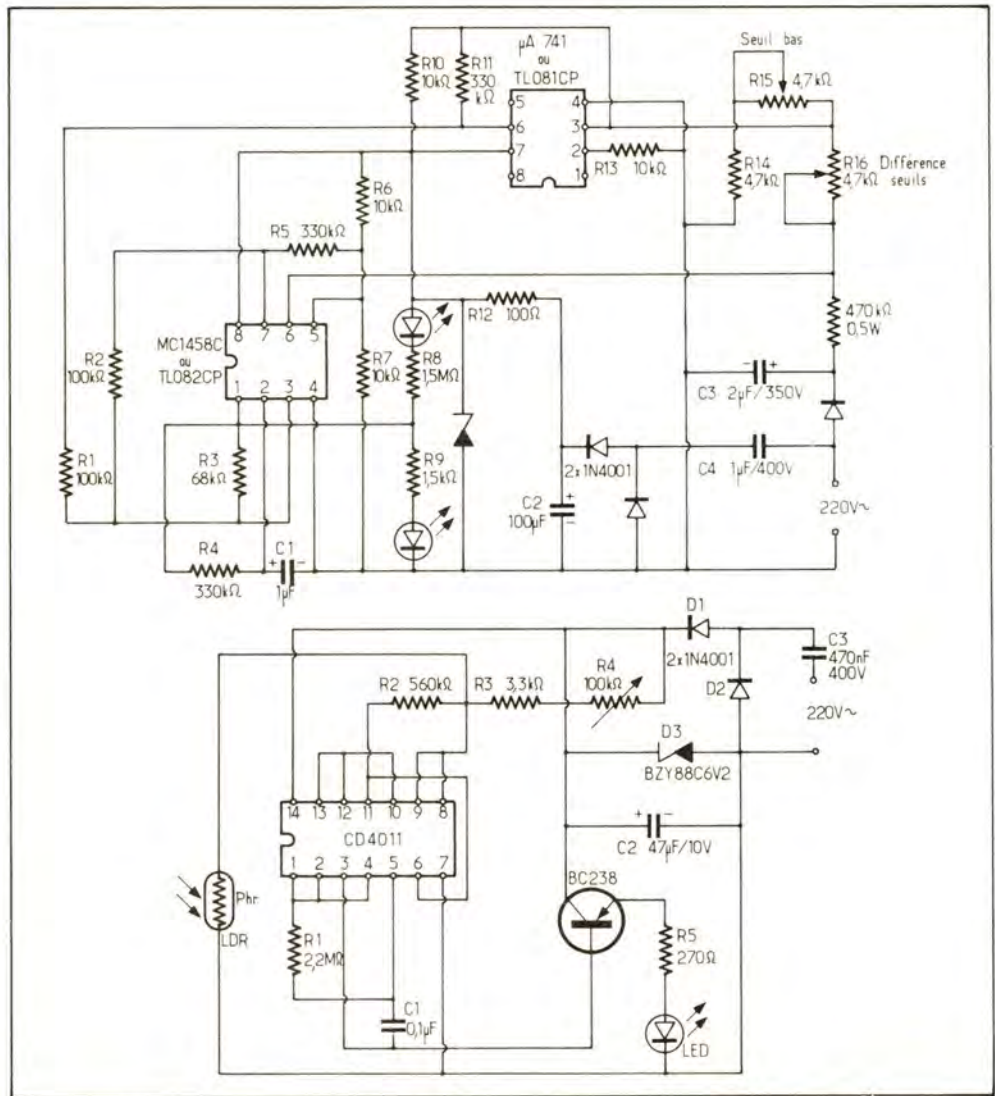 µA 741
ou
TL081CP
R10
10kΩ
R11
330
kΩ
5
6
7
8
4
3
2
1
R13 10kΩ
Seuil bas
R15 4,7kΩ
R14
4,7kΩ
R16
4,7kΩ
Différence
seuils
R6
10kΩ
R5 330kΩ
R12 100Ω
470kΩ
0,5W
MC1458C
ou
TL082CP
8 7 6 5
1 2 3 4
R2
100kΩ
R7
10kΩ
R8
1,5MΩ
- +
C3 2µF/350V
R1
100kΩ
R3
68kΩ
R9
1,5kΩ
2x1N4001
C4 1µF/400V
C2
100µF
+
-
220V~
R4
330kΩ
C1
+ -
1µF
D1
2x1N4001
C3
470nF
400V
R2 560kΩ
R3 3,3kΩ
R4
100kΩ
D2
220V~
D3
BZY88C6V2
14 13 12 11 10 9 8
CD4011
1 2 3 4 5 6 7
+ -
C2 47µF/10V
BC238
Phr
LDR
R1
2,2MΩ
R5
270Ω
C1
0,1µF
LED